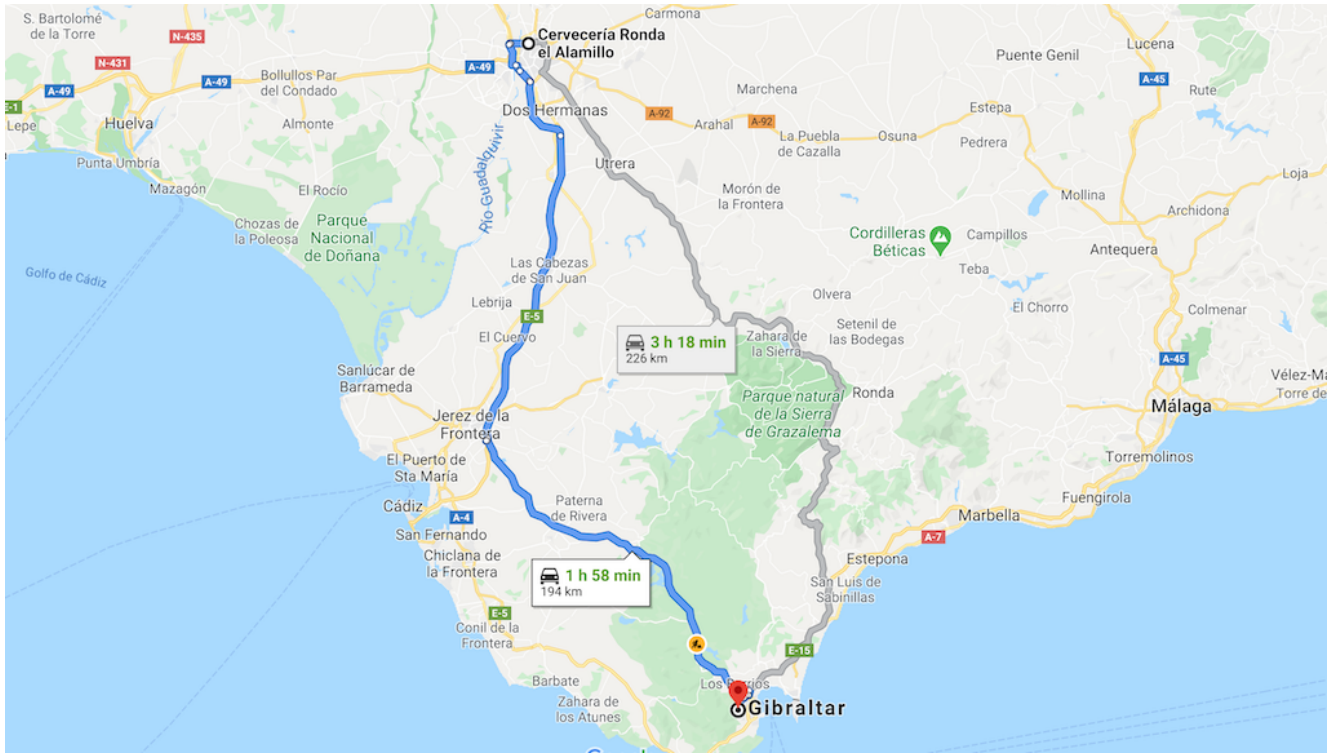 S. Bartolomé
de la Torre
N-435
Carmona
Cervecería Ronda
el Alamillo
Puente Genil
Lucena
N-431
A-49
A-49
A-49
Bollullos Par
del Condado
A-45
Rute
E-1
Lepe
Huelva
Almonte
Dos Hermanas
Marchena
A-92
Arahal
A-92
La Puebla
de Cazalla
Osuna
Estepa
Pedrera
Punta Umbría
Mazagón
El Rocío
Río Guadalquivir
Utrera
Morón de
la Frontera
Mollina
Loja
Archidona
Chozas de
la Poleosa
Parque
Nacional
de Doñana
Cordilleras
Béticas
Campillos
Antequera
Golfo de Cádiz
Las Cabezas
de San Juan
Teba
Lebrija
Olvera
El Chorro
Colmenar
E-5
El Cuervo
3 h 18 min
226 km
Zahara de
la Sierra
Setenil de
las Bodegas
A-45
Sanlúcar de
Barrameda
Vélez-Má
Torre de
Parque natural
de la Sierra
de Grazalema
Ronda
Málaga
Jerez de la
Frontera
El Puerto de
Sta María
Torremolinos
Cádiz
Paterna
de Rivera
Fuengirola
A-4
Marbella
San Fernando
A-7
Chiclana de
la Frontera
Estepona
1 h 58 min
194 km
San Luis de
Sabinillas
E-5
Conil de la
Frontera
E-15
Barbate
Los Barrios
Zahara de
los Atunes
Gibraltar